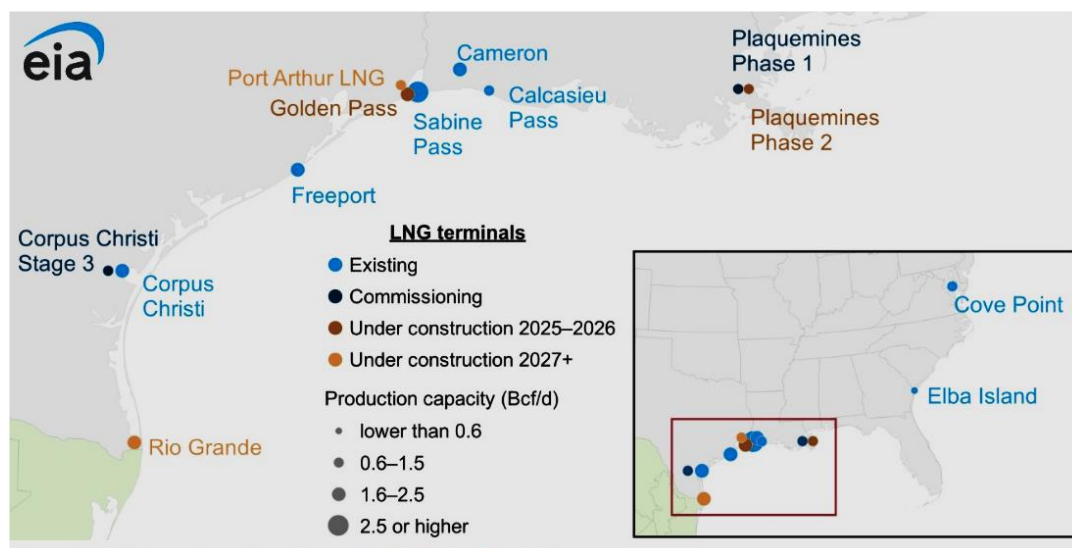 eia
Plaquemines
Phase 1
Cameron
Port Arthur LNG
Golden Pass
Calcasieu
Pass
Sabine
Pass
Plaquemines
Phase 2
Freeport
Corpus Christi
Stage 3
Corpus
Christi
Rio Grande
LNG terminals
Existing
Commissioning
Under construction 2025–2026
Under construction 2027+
Production capacity (Bcf/d)
lower than 0.6
0.6–1.5
1.6–2.5
2.5 or higher
Cove Point
Elba Island